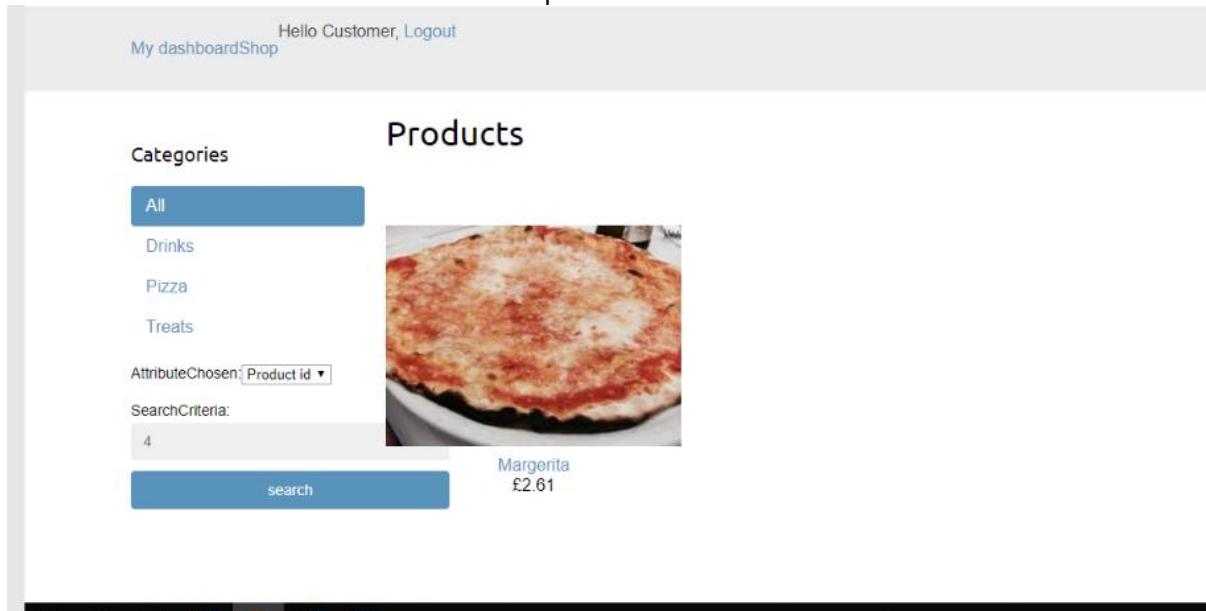 Hello Customer, Logout
My dashboardShop
Products
Categories
All
Drinks
Pizza
Treats
AttributeChosen: Product id ▼
SearchCriteria:
4
search
Margerita
£2.61